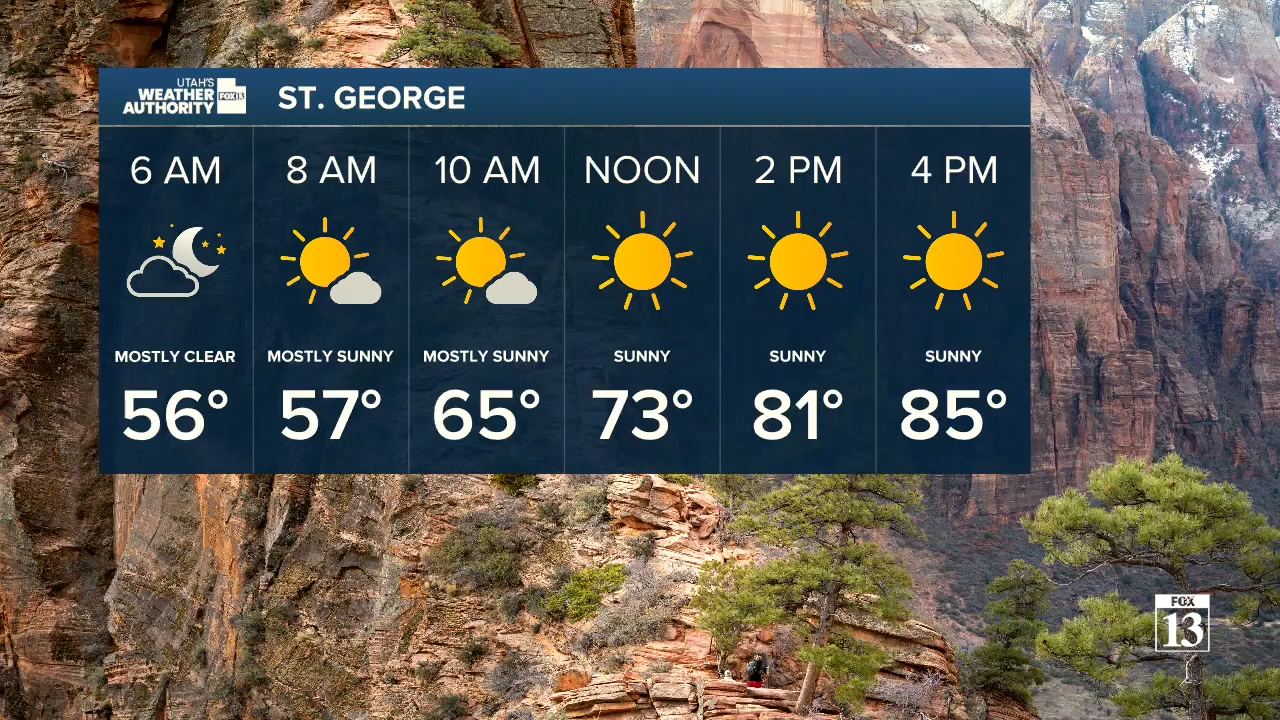 UTAH'S
WEATHER
AUTHORITY FOX 13
ST. GEORGE
6 AM 8 AM 10 AM NOON 2 PM 4 PM
MOSTLY CLEAR MOSTLY SUNNY MOSTLY SUNNY SUNNY SUNNY SUNNY
56° 57° 65° 73° 81° 85°
FOX
13